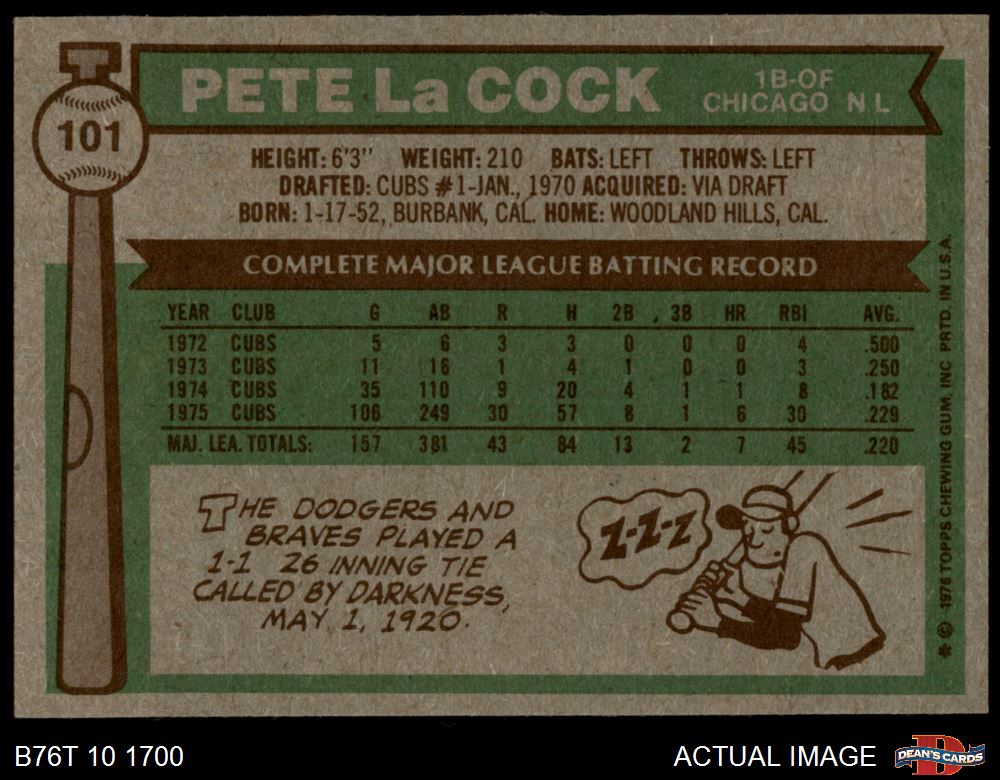 101
PETE La COCK
1B-OF
CHICAGO N L
HEIGHT: 6'3" WEIGHT: 210 BATS: LEFT THROWS: LEFT
DRAFTED: CUBS #1-JAN., 1970 ACQUIRED: VIA DRAFT
BORN: 1-17-52, BURBANK, CAL. HOME: WOODLAND HILLS, CAL.
COMPLETE MAJOR LEAGUE BATTING RECORD
YEAR CLUB G AB R H 2B 3B HR RBI AVG.
1972 CUBS 5 6 3 3 0 0 0 4 .500
1973 CUBS 11 16 1 4 1 0 0 3 .250
1974 CUBS 35 110 9 20 4 1 1 8 .182
1975 CUBS 106 249 30 57 8 1 6 30 .229
MAJ. LEA. TOTALS: 157 381 43 84 13 2 7 45 .220
THE DODGERS AND
BRAVES PLAYED A
1-1 26 INNING TIE
CALLED BY DARKNESS,
MAY 1, 1920.
Z-Z-Z
* © 1976 TOPPS CHEWING GUM, INC. PRTD. IN U.S.A.
B76T 10 1700
ACTUAL IMAGE
D
DEAN'S CARDS